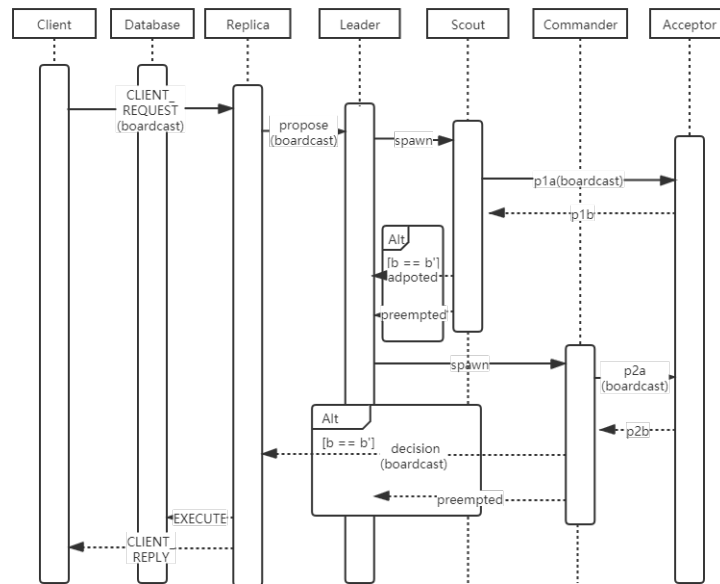 Client
Database
Replica
Leader
Scout
Commander
Acceptor
CLIENT_
REQUEST
(boardcast)
propose
(boardcast)
spawn
p1a(boardcast)
p1b
Alt
[b == b']
adpoted
preempted
spawn
p2a
(boardcast)
Alt
p2b
[b == b']
decision
(boardcast)
preempted
EXECUTE
CLIENT_
REPLY